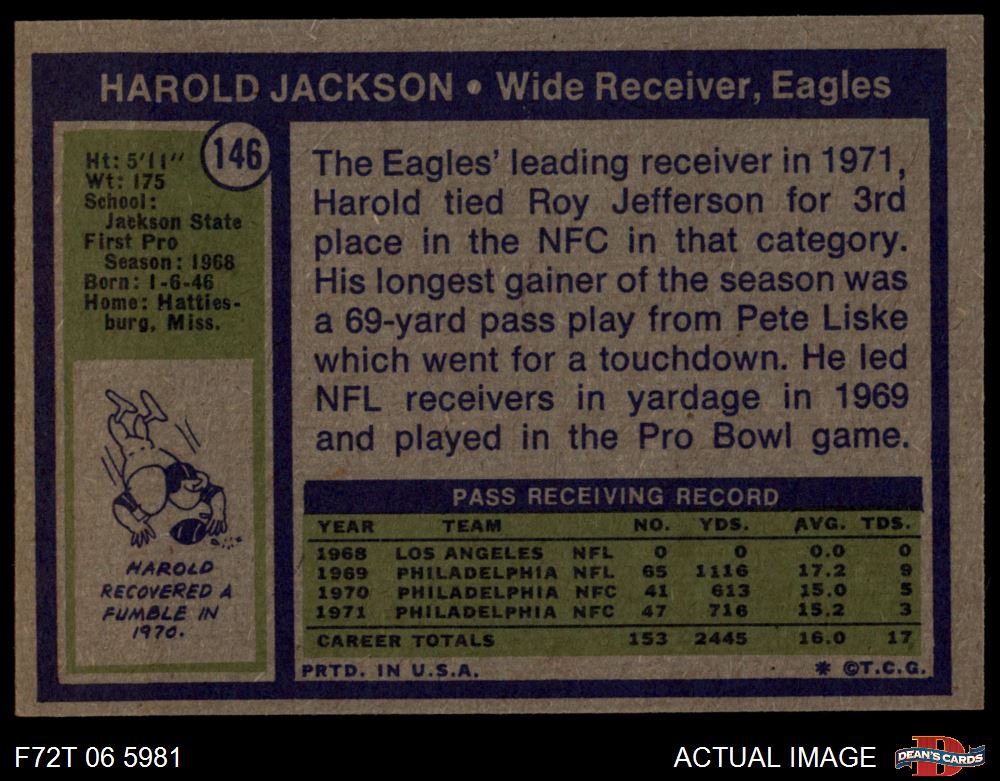 HAROLD JACKSON • Wide Receiver, Eagles
146
Ht: 5'11"
Wt: 175
School:
Jackson State
First Pro
Season: 1968
Born: 1-6-46
Home: Hatties-
burg, Miss.
HAROLD
RECOVERED A
FUMBLE IN
1970.
The Eagles' leading receiver in 1971,
Harold tied Roy Jefferson for 3rd
place in the NFC in that category.
His longest gainer of the season was
a 69-yard pass play from Pete Liske
which went for a touchdown. He led
NFL receivers in yardage in 1969
and played in the Pro Bowl game.
PASS RECEIVING RECORD
YEAR TEAM NO. YDS. AVG. TDS.
1968 LOS ANGELES NFL 0 0 0.0 0
1969 PHILADELPHIA NFL 65 1116 17.2 9
1970 PHILADELPHIA NFC 41 613 15.0 5
1971 PHILADELPHIA NFC 47 716 15.2 3
CAREER TOTALS 153 2445 16.0 17
PRTD. IN U.S.A. * ©T.C.G.
F72T 06 5981 ACTUAL IMAGE
D
DEAN'S CARDS